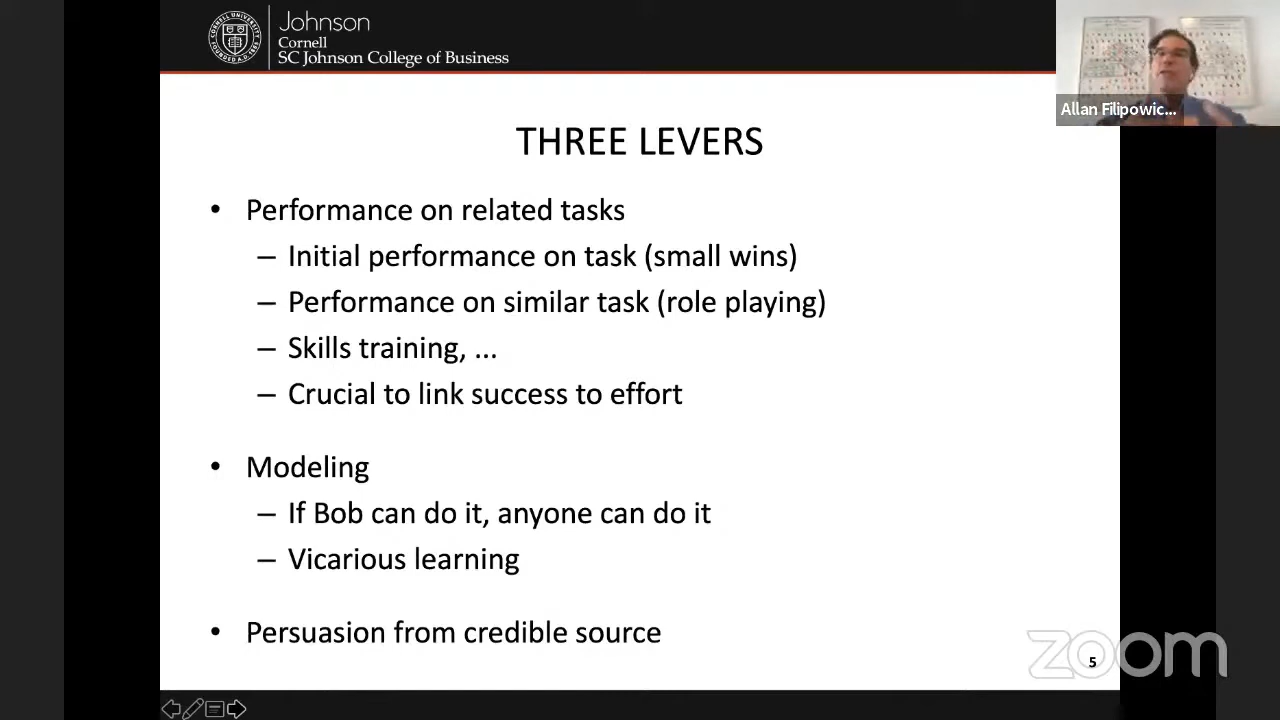 Johnson
Cornell
SC Johnson College of Business
Allan Filipowic...
THREE LEVERS
• Performance on related tasks
– Initial performance on task (small wins)
– Performance on similar task (role playing)
– Skills training, ...
– Crucial to link success to effort
• Modeling
– If Bob can do it, anyone can do it
– Vicarious learning
• Persuasion from credible source
zoom
5